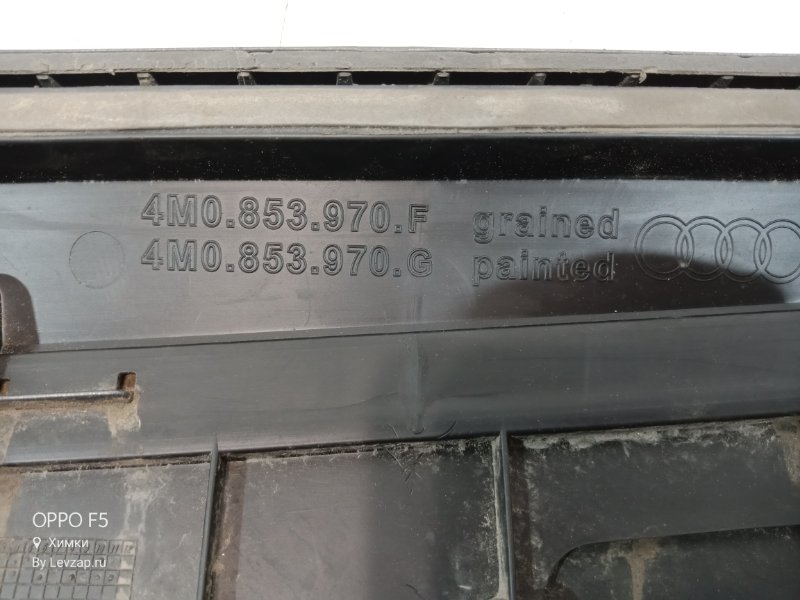 4M0.853.970.F grained
4M0.853.970.G painted
OPPO F5
Химки
By Levzap.ru